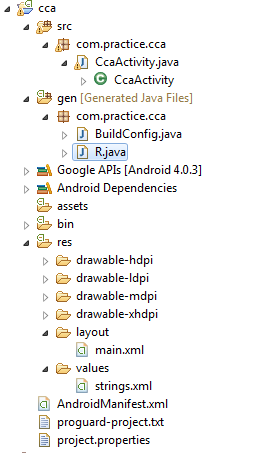 cca
src
com.practice.cca
CcaActivity.java
CcaActivity
gen [Generated Java Files]
com.practice.cca
BuildConfig.java
R.java
Google APIs [Android 4.0.3]
Android Dependencies
assets
bin
res
drawable-hdpi
drawable-ldpi
drawable-mdpi
drawable-xhdpi
layout
main.xml
values
strings.xml
AndroidManifest.xml
proguard-project.txt
project.properties